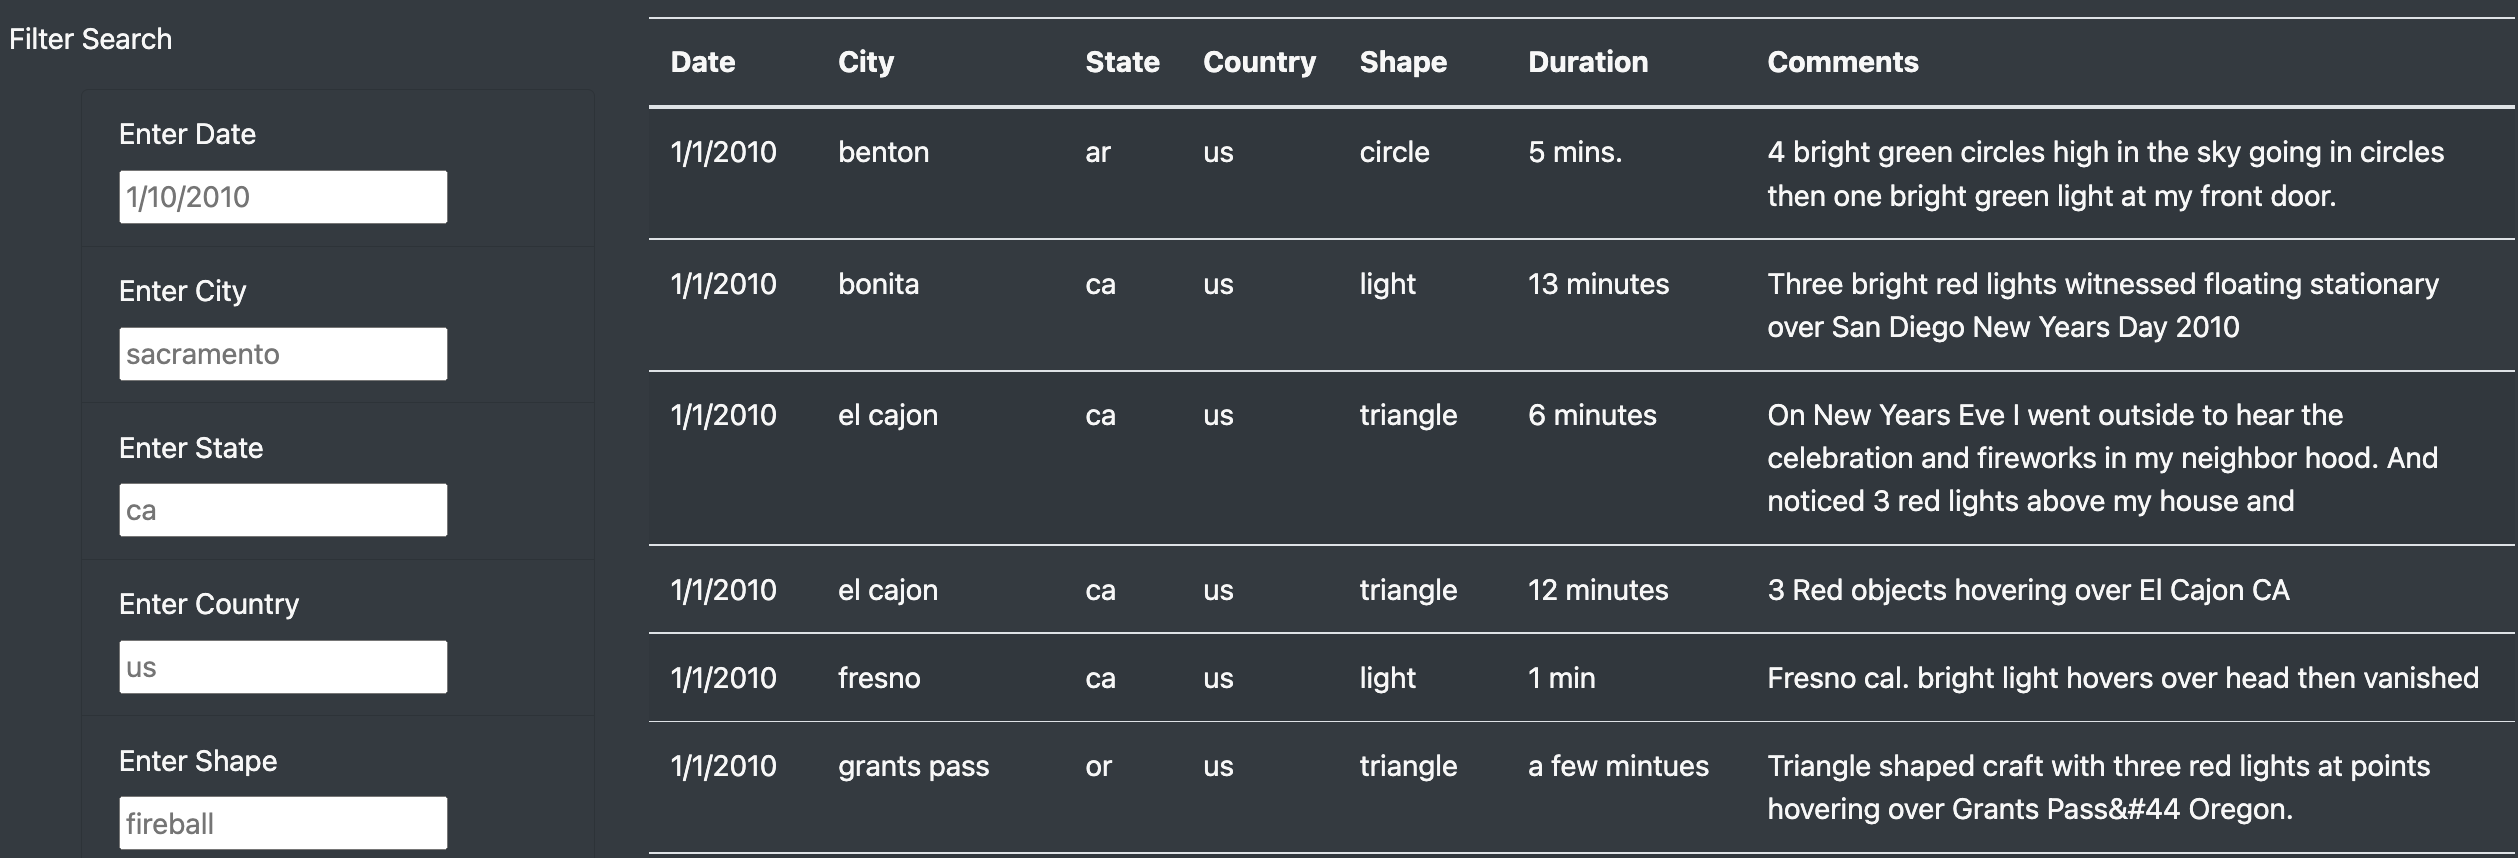 Filter Search
Enter Date
1/10/2010
Enter City
sacramento
Enter State
ca
Enter Country
us
Enter Shape
fireball
Date City State Country Shape Duration Comments
1/1/2010 benton ar us circle 5 mins. 4 bright green circles high in the sky going in circles
then one bright green light at my front door.
1/1/2010 bonita ca us light 13 minutes Three bright red lights witnessed floating stationary
over San Diego New Years Day 2010
1/1/2010 el cajon ca us triangle 6 minutes On New Years Eve I went outside to hear the
celebration and fireworks in my neighbor hood. And
noticed 3 red lights above my house and
1/1/2010 el cajon ca us triangle 12 minutes 3 Red objects hovering over El Cajon CA
1/1/2010 fresno ca us light 1 min Fresno cal. bright light hovers over head then vanished
1/1/2010 grants pass or us triangle a few mintues Triangle shaped craft with three red lights at points
hovering over Grants Pass&#44 Oregon.